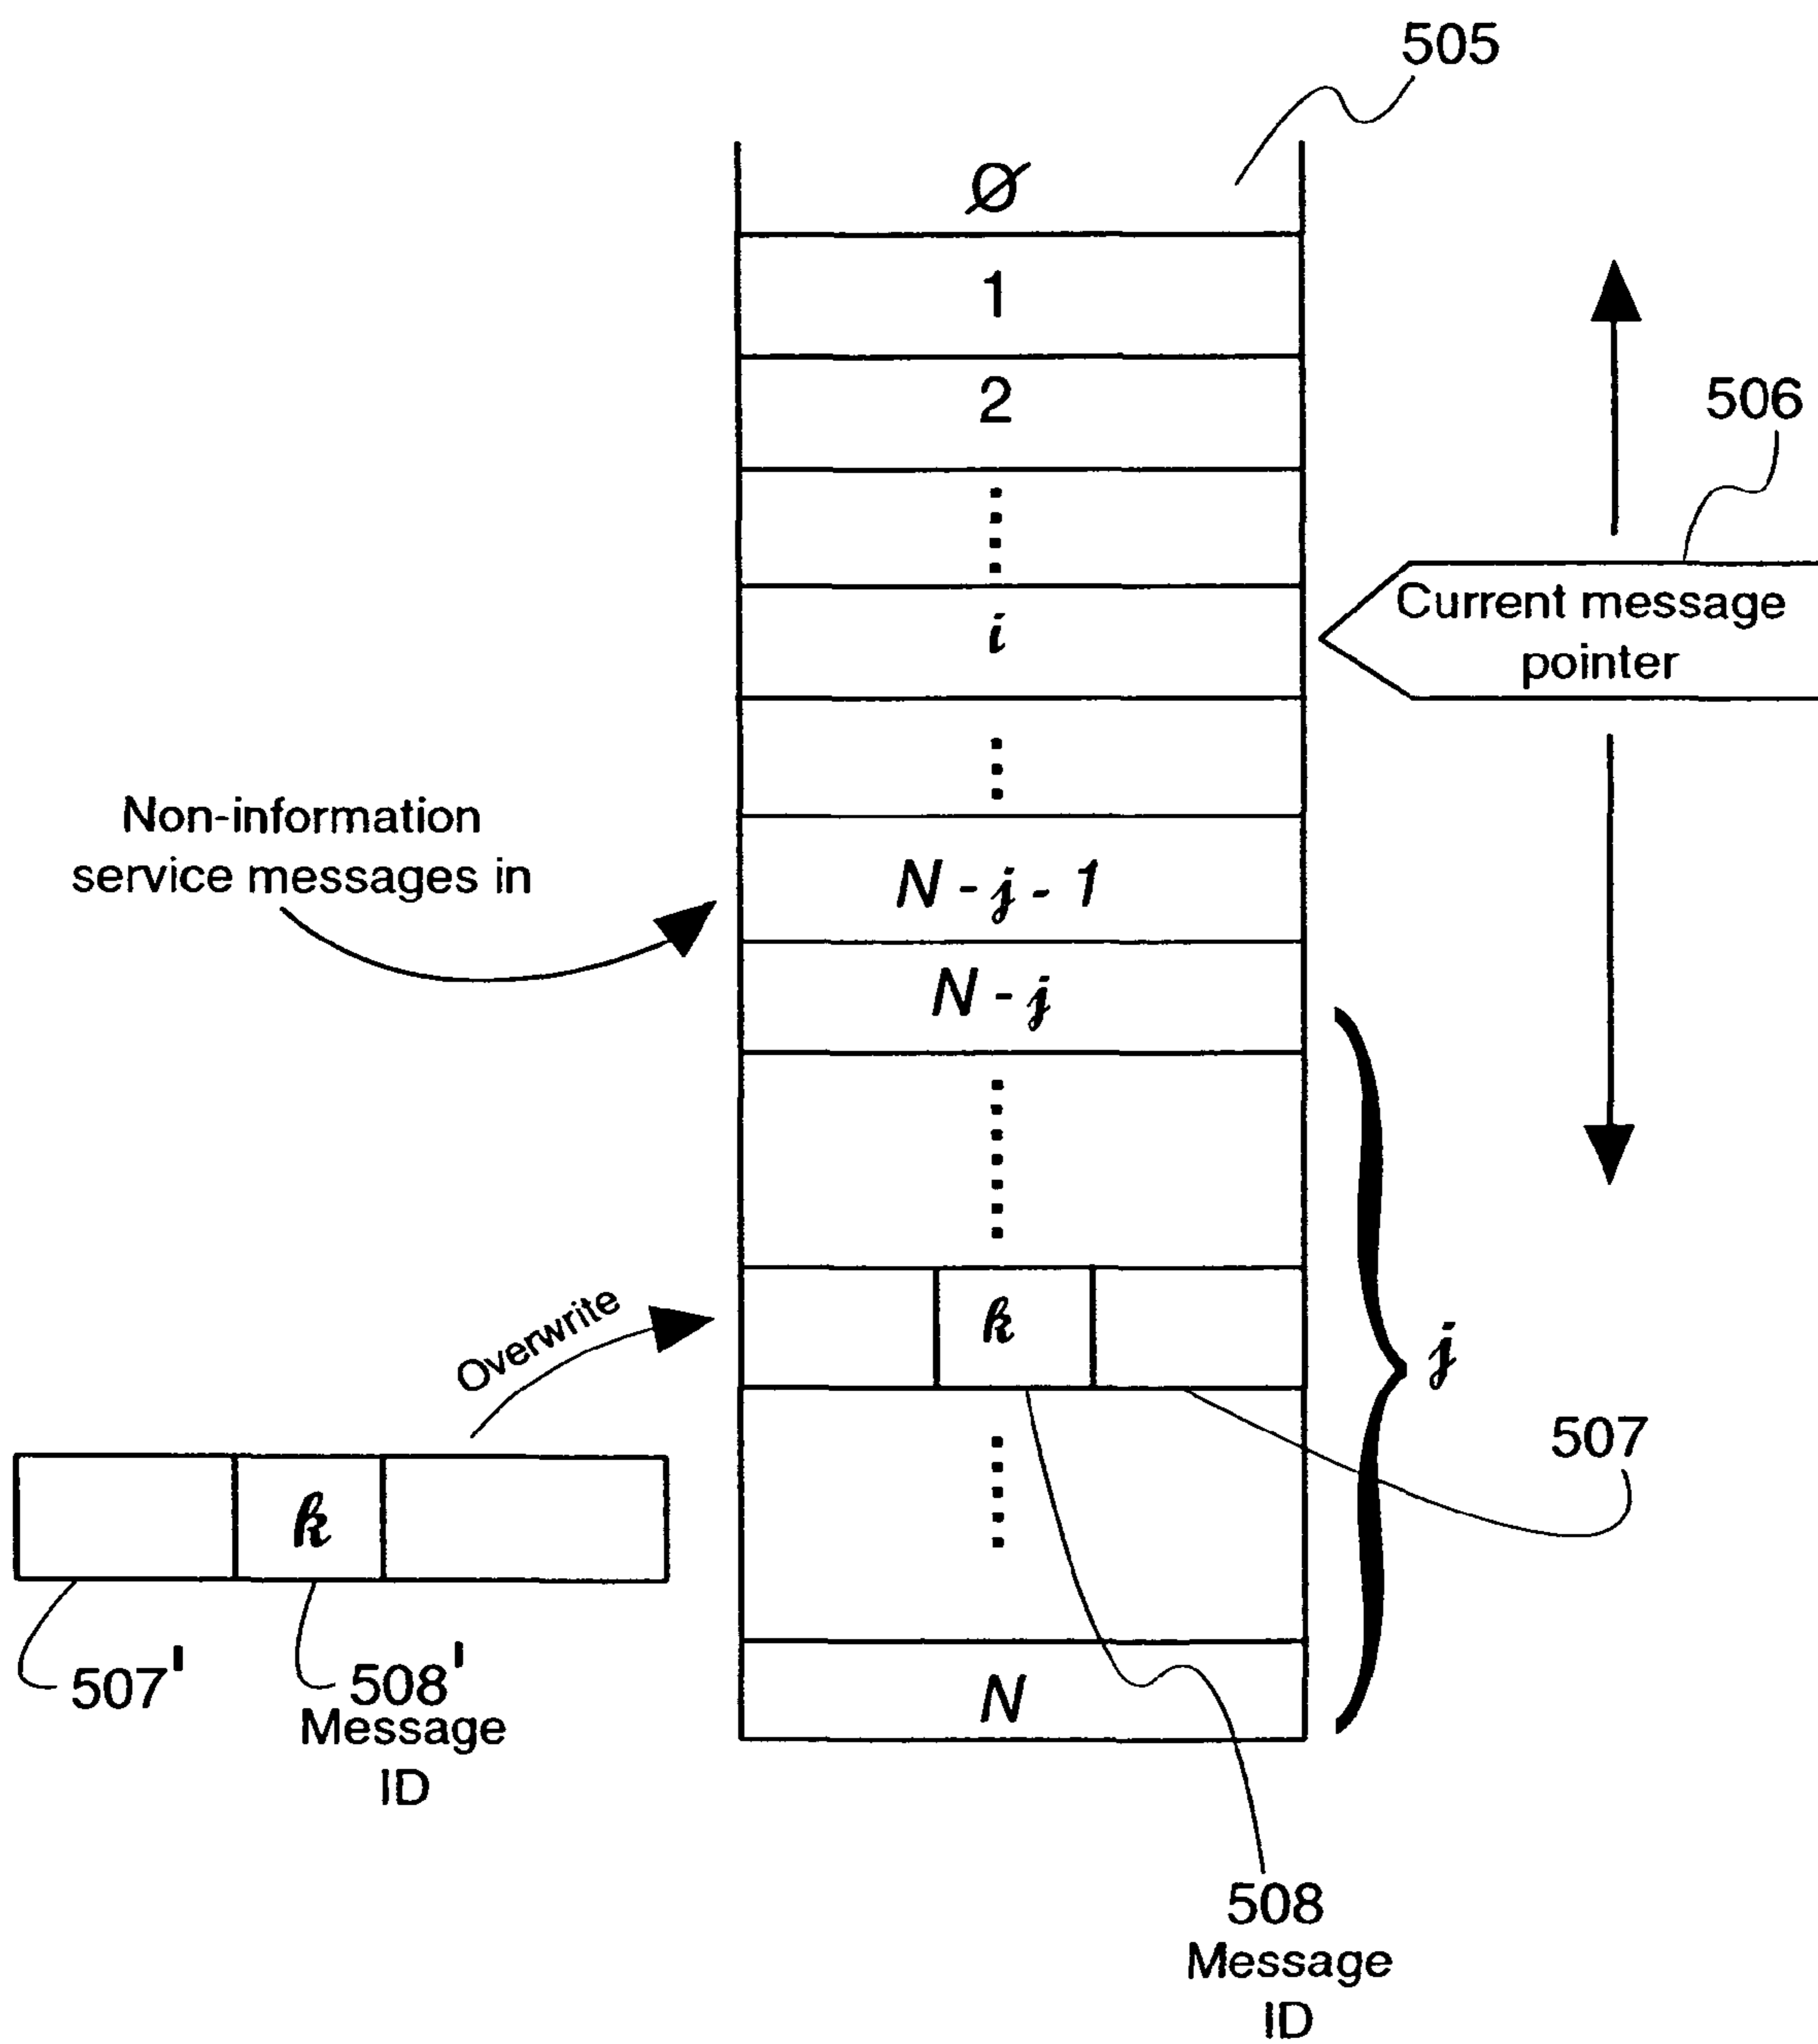 505
Ø
1
2
506
Current message
pointer
i
Non-information
service messages in
N - j - 1
N - j
Overwrite
k
j
507
k
507'
508'
Message
ID
N
508
Message
ID